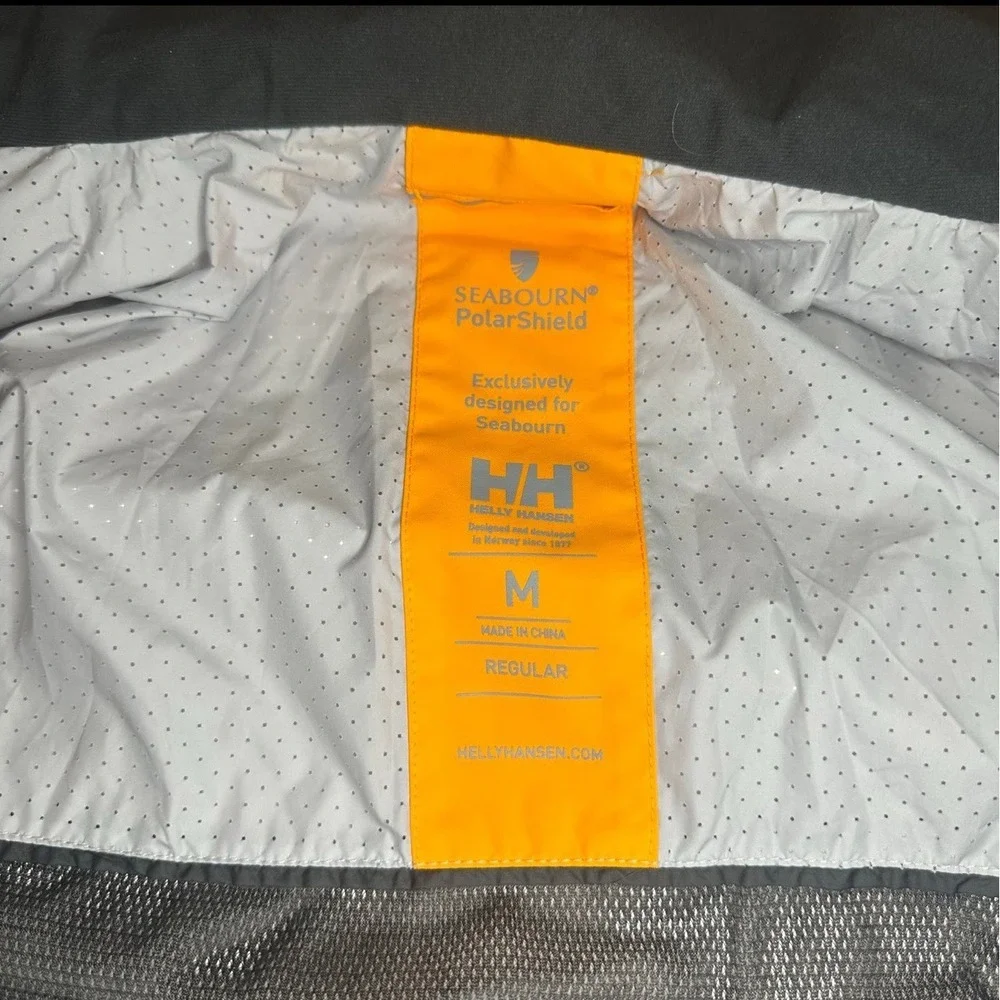 SEABOURN®
PolarShield
Exclusively
designed for
Seabourn
HH®
HELLY HANSEN
Designed and developed
in Norway since 1877
M
MADE IN CHINA
REGULAR
HELLYHANSEN.COM